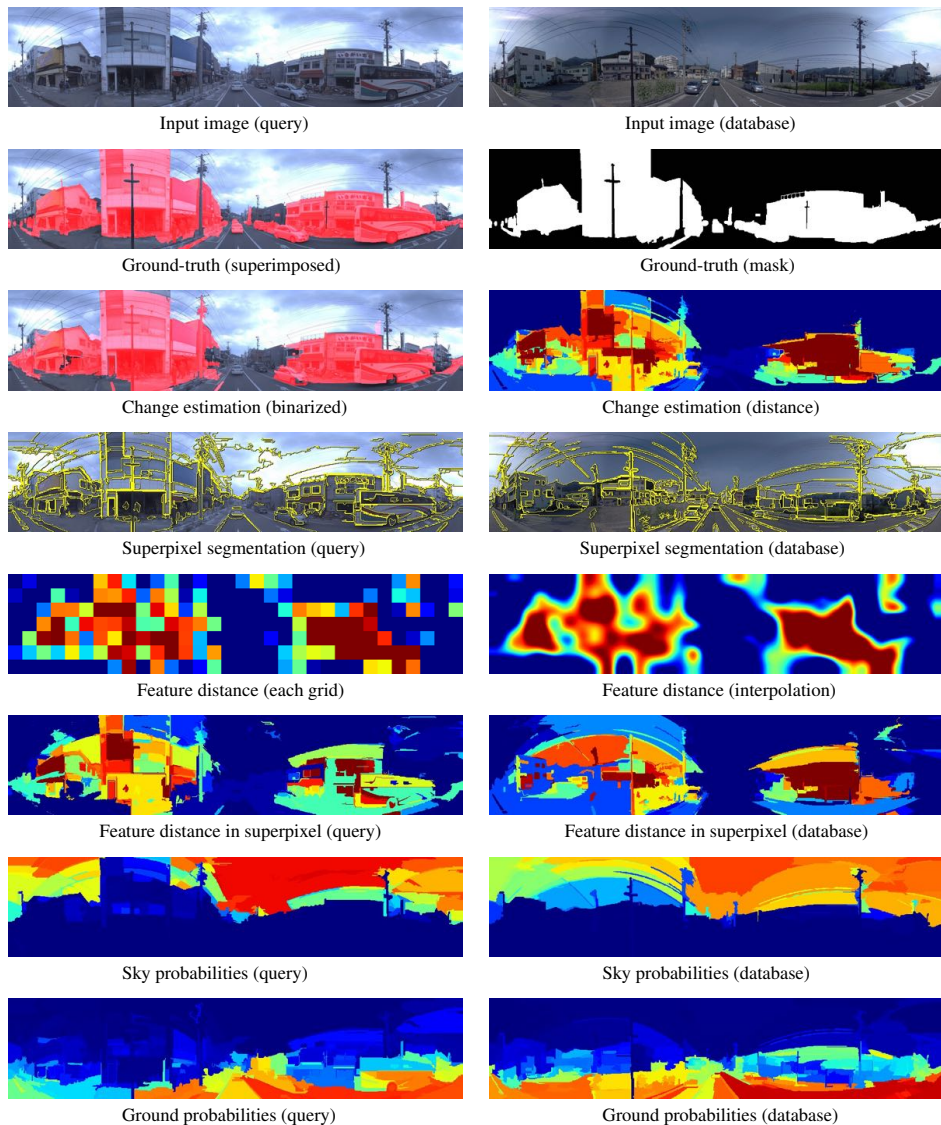 Input image (query)
Input image (database)
Ground-truth (superimposed)
Ground-truth (mask)
Change estimation (binarized)
Change estimation (distance)
Superpixel segmentation (query)
Superpixel segmentation (database)
Feature distance (each grid)
Feature distance (interpolation)
Feature distance in superpixel (query)
Feature distance in superpixel (database)
Sky probabilities (query)
Sky probabilities (database)
Ground probabilities (query)
Ground probabilities (database)